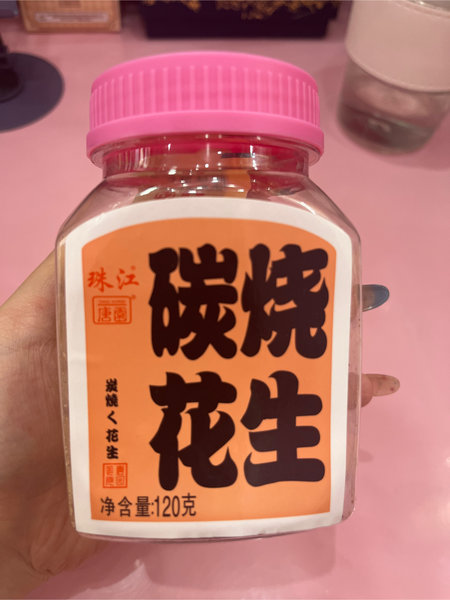 珠江
唐園
碳烧
花生
炭燒く花生
净含量:120克